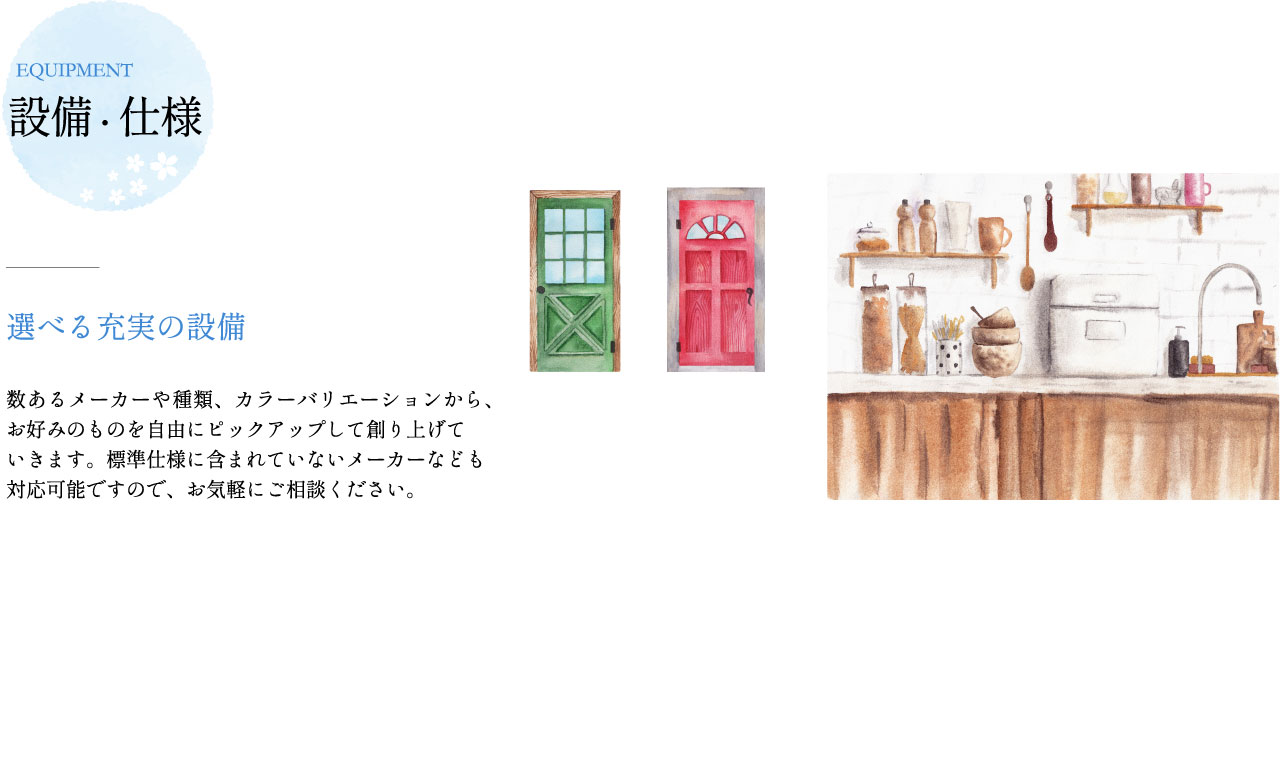 EQUIPMENT
設備・仕様
選べる充実の設備
数あるメーカーや種類、カラーバリエーションから、
お好みのものを自由にピックアップして創り上げて
いきます。標準仕様に含まれていないメーカーなども
対応可能ですので、お気軽にご相談ください。